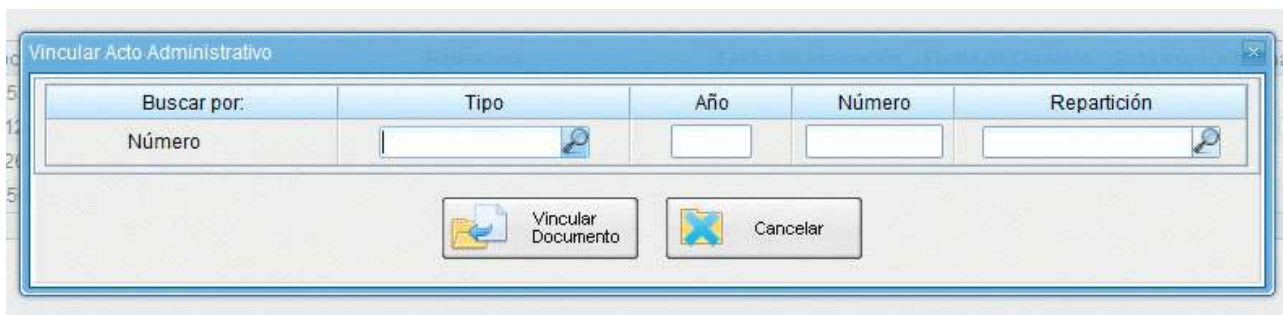 Vincular Acto Administrativo
Buscar por: Tipo Año Número Repartición
Número
Vincular
Documento
Cancelar